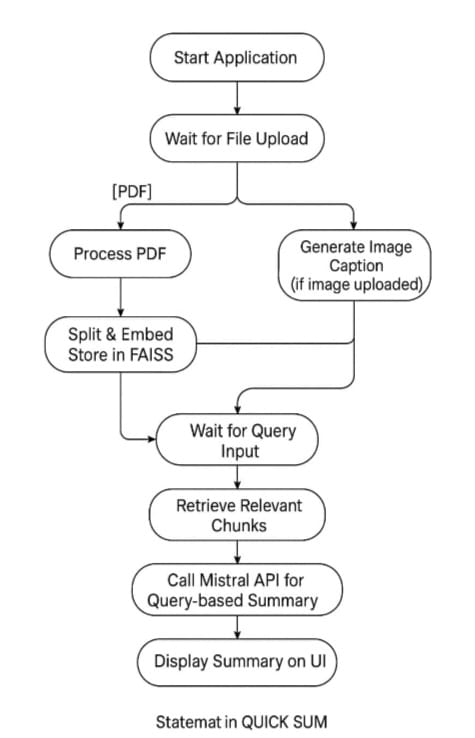 Start Application
Wait for File Upload
[PDF]
Process PDF
Generate Image
Caption
(if image uploaded)
Split & Embed
Store in FAISS
Wait for Query
Input
Retrieve Relevant
Chunks
Call Mistral API for
Query-based Summary
Display Summary on UI
Statemat in QUICK SUM